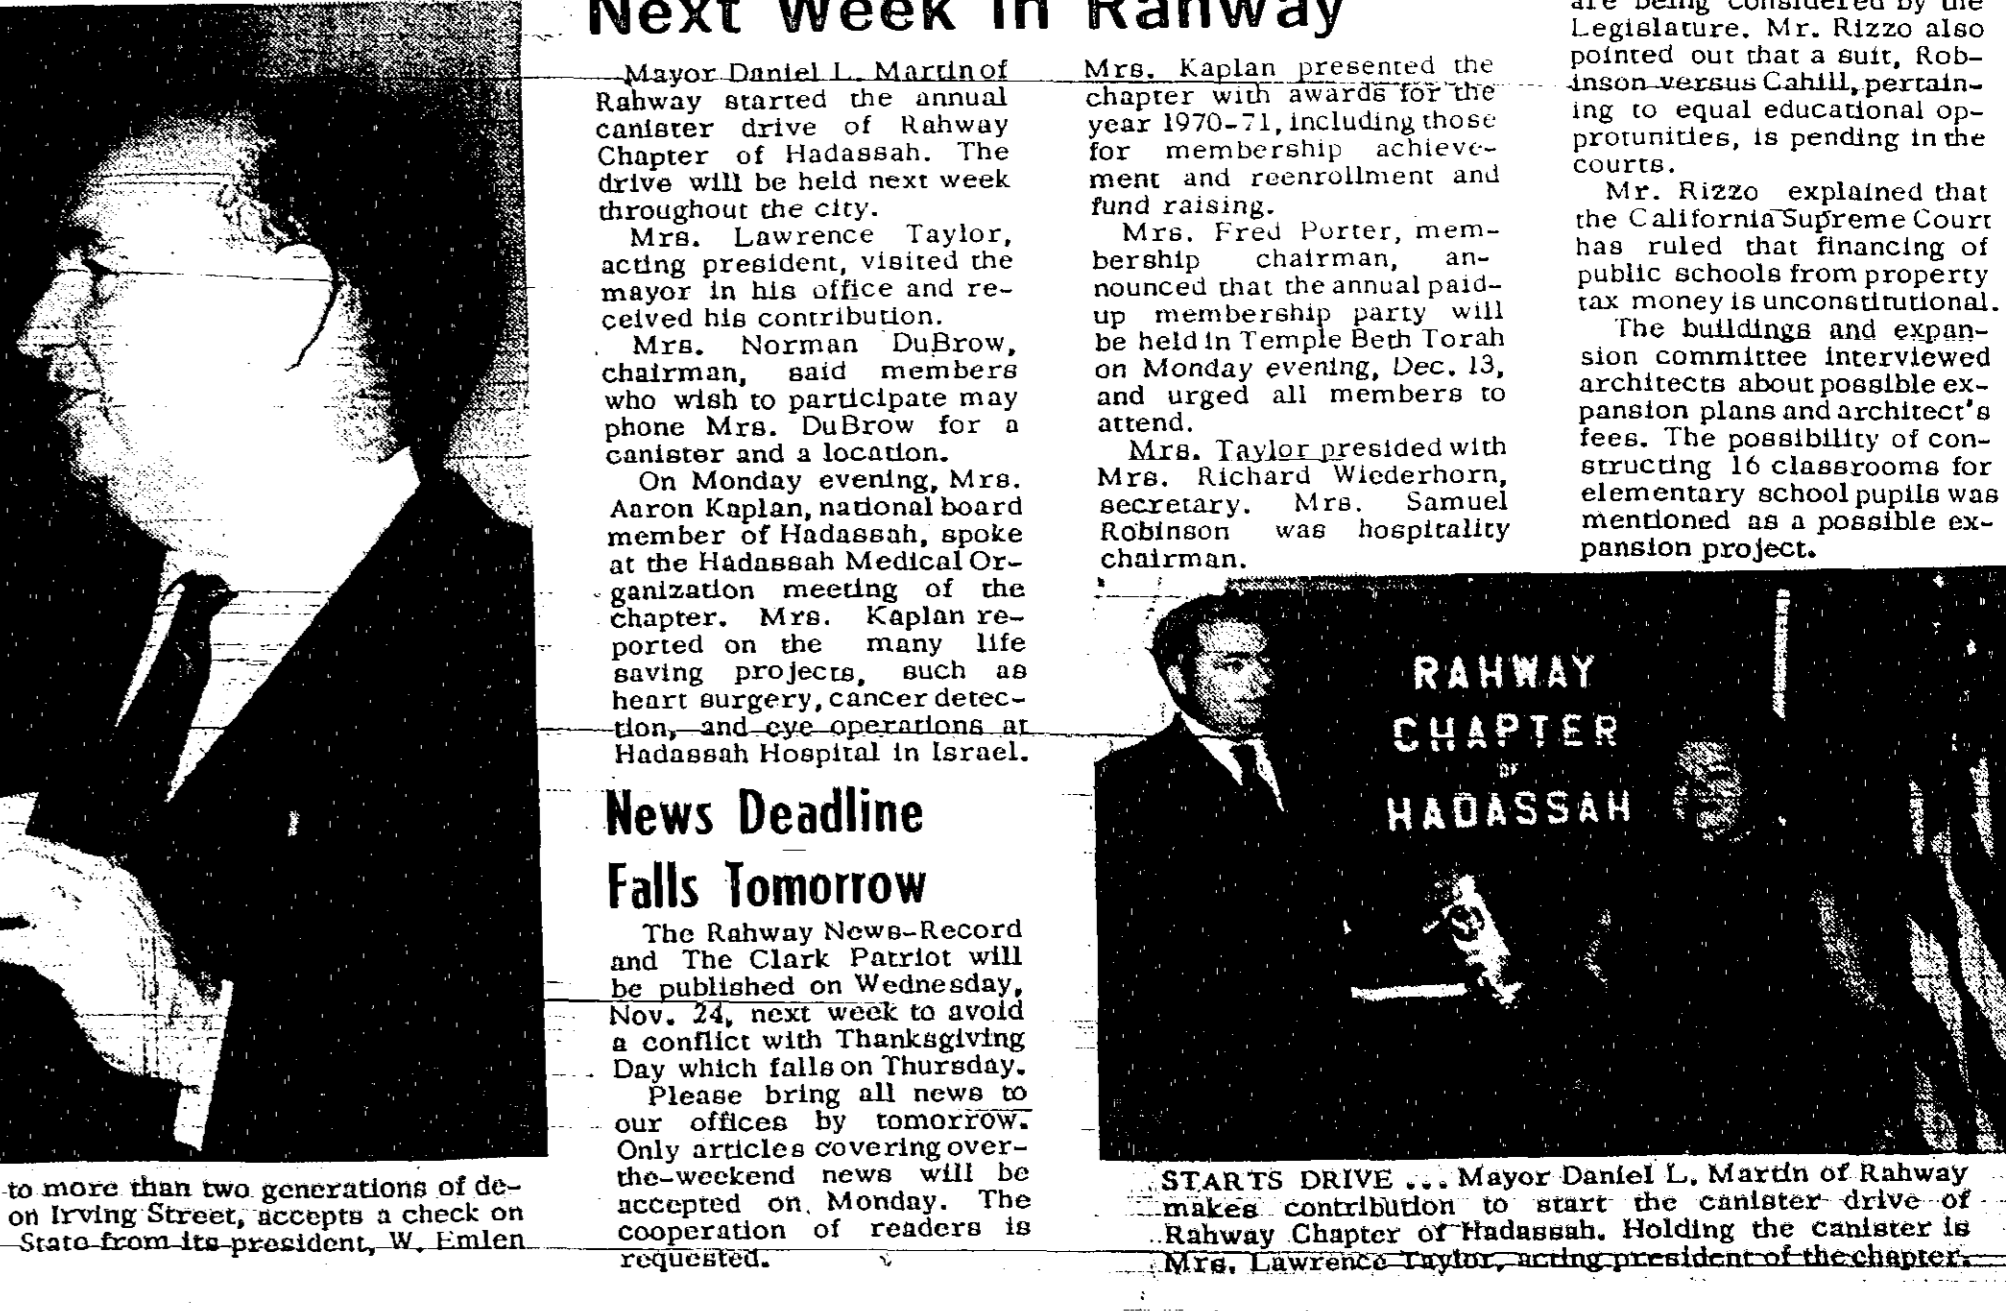 Next Week In Rahway
Mayor Daniel L. Martin of
Rahway started the annual
canister drive of Rahway
Chapter of Hadassah. The
drive will be held next week
throughout the city.
Mrs. Lawrence Taylor,
acting president, visited the
mayor in his office and re-
ceived his contribution.
Mrs. Norman DuBrow,
chairman, said members
who wish to participate may
phone Mrs. DuBrow for a
canister and a location.
On Monday evening, Mrs.
Aaron Kaplan, national board
member of Hadassah, spoke
at the Hadassah Medical Or-
ganization meeting of the
chapter. Mrs. Kaplan re-
ported on the many life
saving projects, such as
heart surgery, cancer detec-
tion, and eye operations at
Hadassah Hospital in Israel.
Mrs. Kaplan presented the
chapter with awards for the
year 1970-71, including those
for membership achieve-
ment and reenrollment and
fund raising.
Mrs. Fred Porter, mem-
bership chairman, an-
nounced that the annual paid-
up membership party will
be held in Temple Beth Torah
on Monday evening, Dec. 13,
and urged all members to
attend.
Mrs. Taylor presided with
Mrs. Richard Wiederhorn,
secretary. Mrs. Samuel
Robinson was hospitality
chairman.
are being considered by the
Legislature. Mr. Rizzo also
pointed out that a suit, Rob-
inson versus Cahill, pertain-
ing to equal educational op-
protunities, is pending in the
courts.
Mr. Rizzo explained that
the California Supreme Court
has ruled that financing of
public schools from property
tax money is unconstitutional.
The buildings and expan-
sion committee interviewed
architects about possible ex-
pansion plans and architect's
fees. The possibility of con-
structing 16 classrooms for
elementary school pupils was
mentioned as a possible ex-
pansion project.
News Deadline
Falls Tomorrow
The Rahway News-Record
and The Clark Patriot will
be published on Wednesday,
Nov. 24, next week to avoid
a conflict with Thanksgiving
Day which falls on Thursday.
Please bring all news to
our offices by tomorrow.
Only articles covering over-
the-weekend news will be
accepted on Monday. The
cooperation of readers is
requested.
RAHWAY
CHAPTER
OF
HADASSAH
STARTS DRIVE ... Mayor Daniel L. Martin of Rahway
makes contribution to start the canister drive of
Rahway Chapter of Hadassah. Holding the canister is
Mrs. Lawrence Taylor, acting president of the chapter.
to more than two generations of de-
on Irving Street, accepts a check on
State from its president, W. Emlen